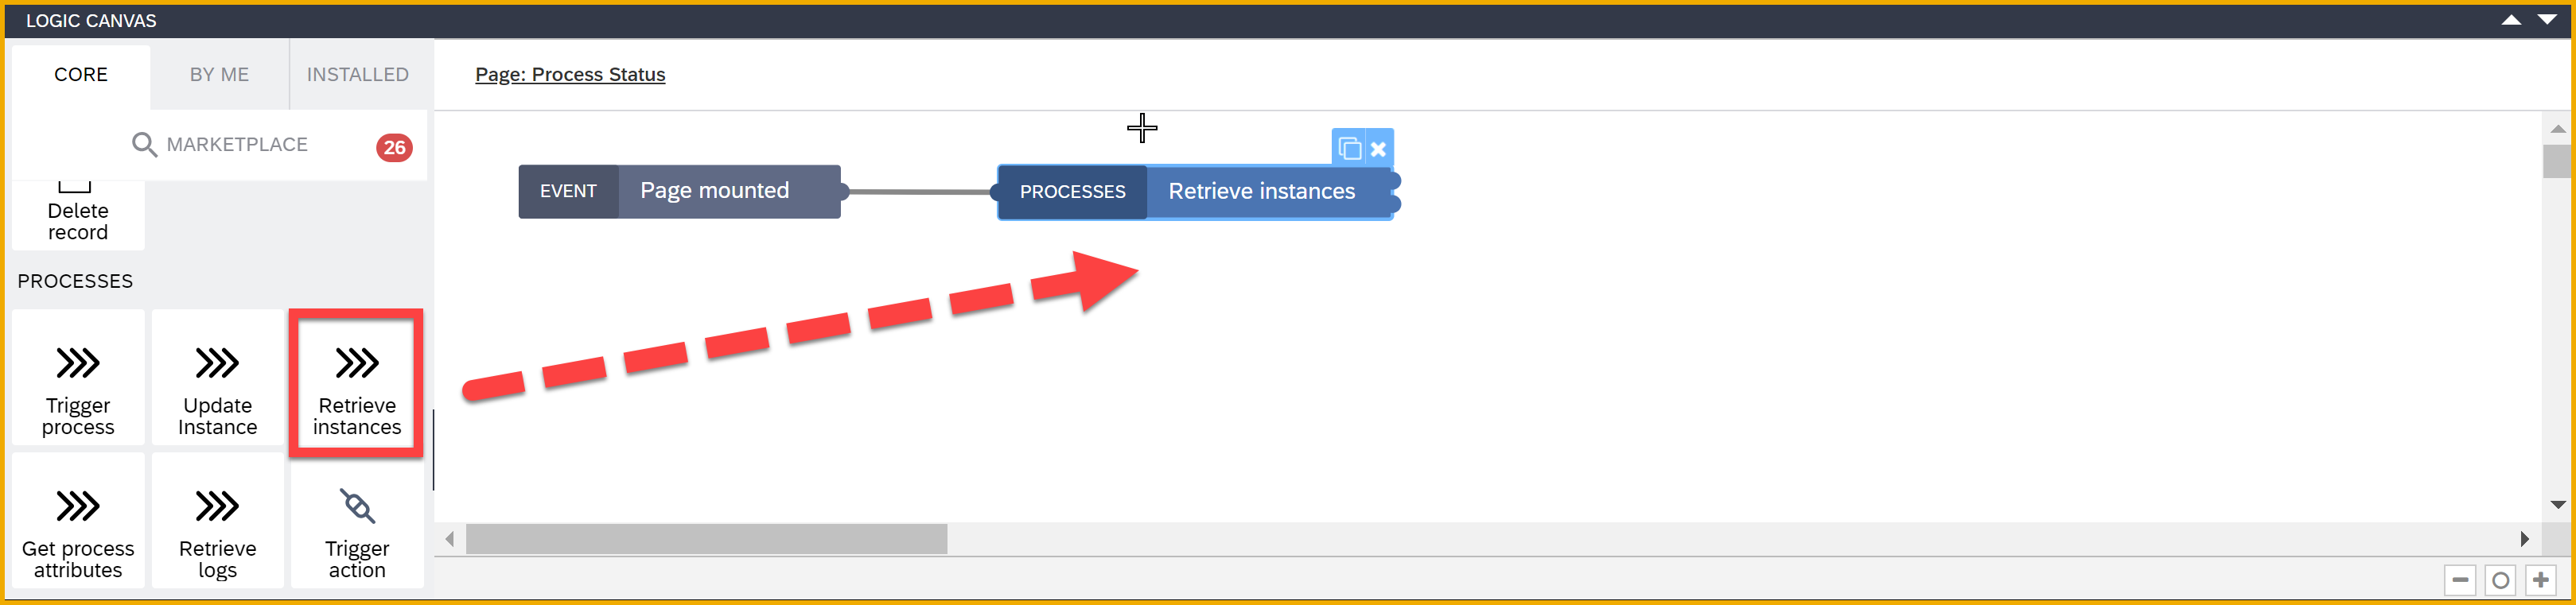 LOGIC CANVAS
CORE
BY ME
INSTALLED
Page: Process Status
MARKETPLACE
26
Delete
record
EVENT
Page mounted
PROCESSES
Retrieve instances
PROCESSES
Trigger
process
Update
Instance
Retrieve
instances
Get process
attributes
Retrieve
logs
Trigger
action